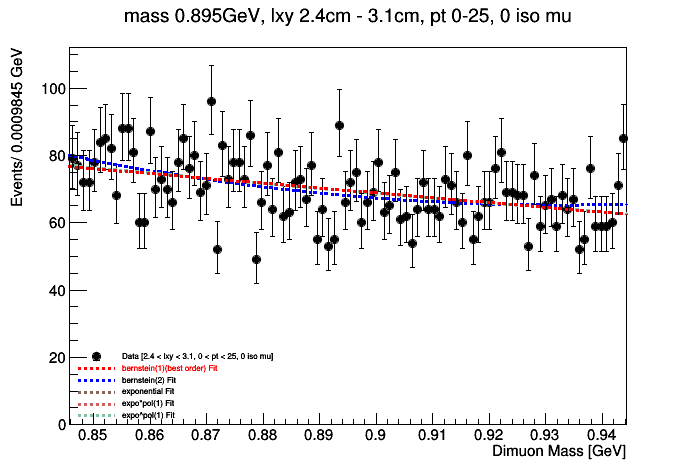 mass 0.895GeV, lxy 2.4cm - 3.1cm, pt 0-25, 0 iso mu
Events/ 0.0009845 GeV
100
80
60
40
20
0
Data [2.4 < lxy < 3.1, 0 < pt < 25, 0 iso mu]
bernstein(1)(best order) Fit
bernstein(2) Fit
exponential Fit
expo*pol(1) Fit
expo^pol(1) Fit
0.85 0.86 0.87 0.88 0.89 0.9 0.91 0.92 0.93 0.94
Dimuon Mass [GeV]